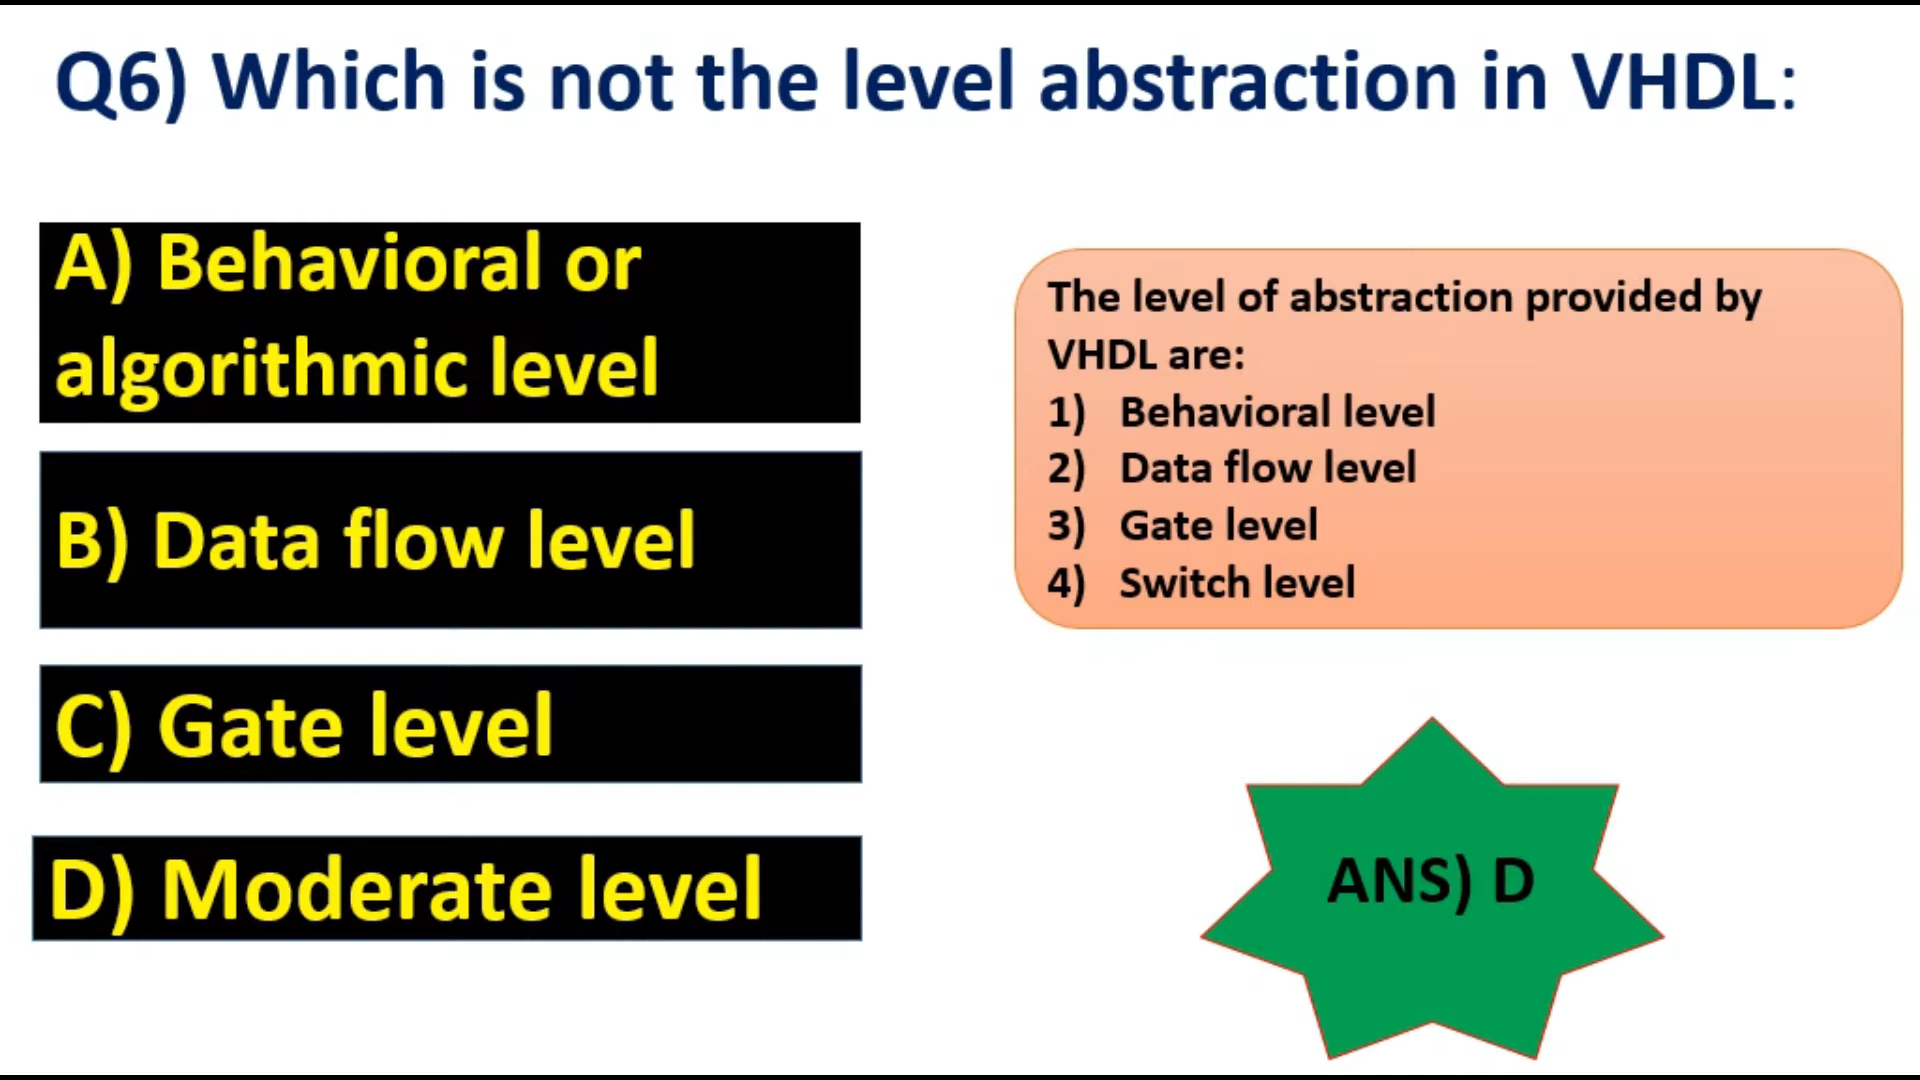 Q6) Which is not the level abstraction in VHDL:
A) Behavioral or
algorithmic level
B) Data flow level
C) Gate level
D) Moderate level
The level of abstraction provided by
VHDL are:
1) Behavioral level
2) Data flow level
3) Gate level
4) Switch level
ANS) D